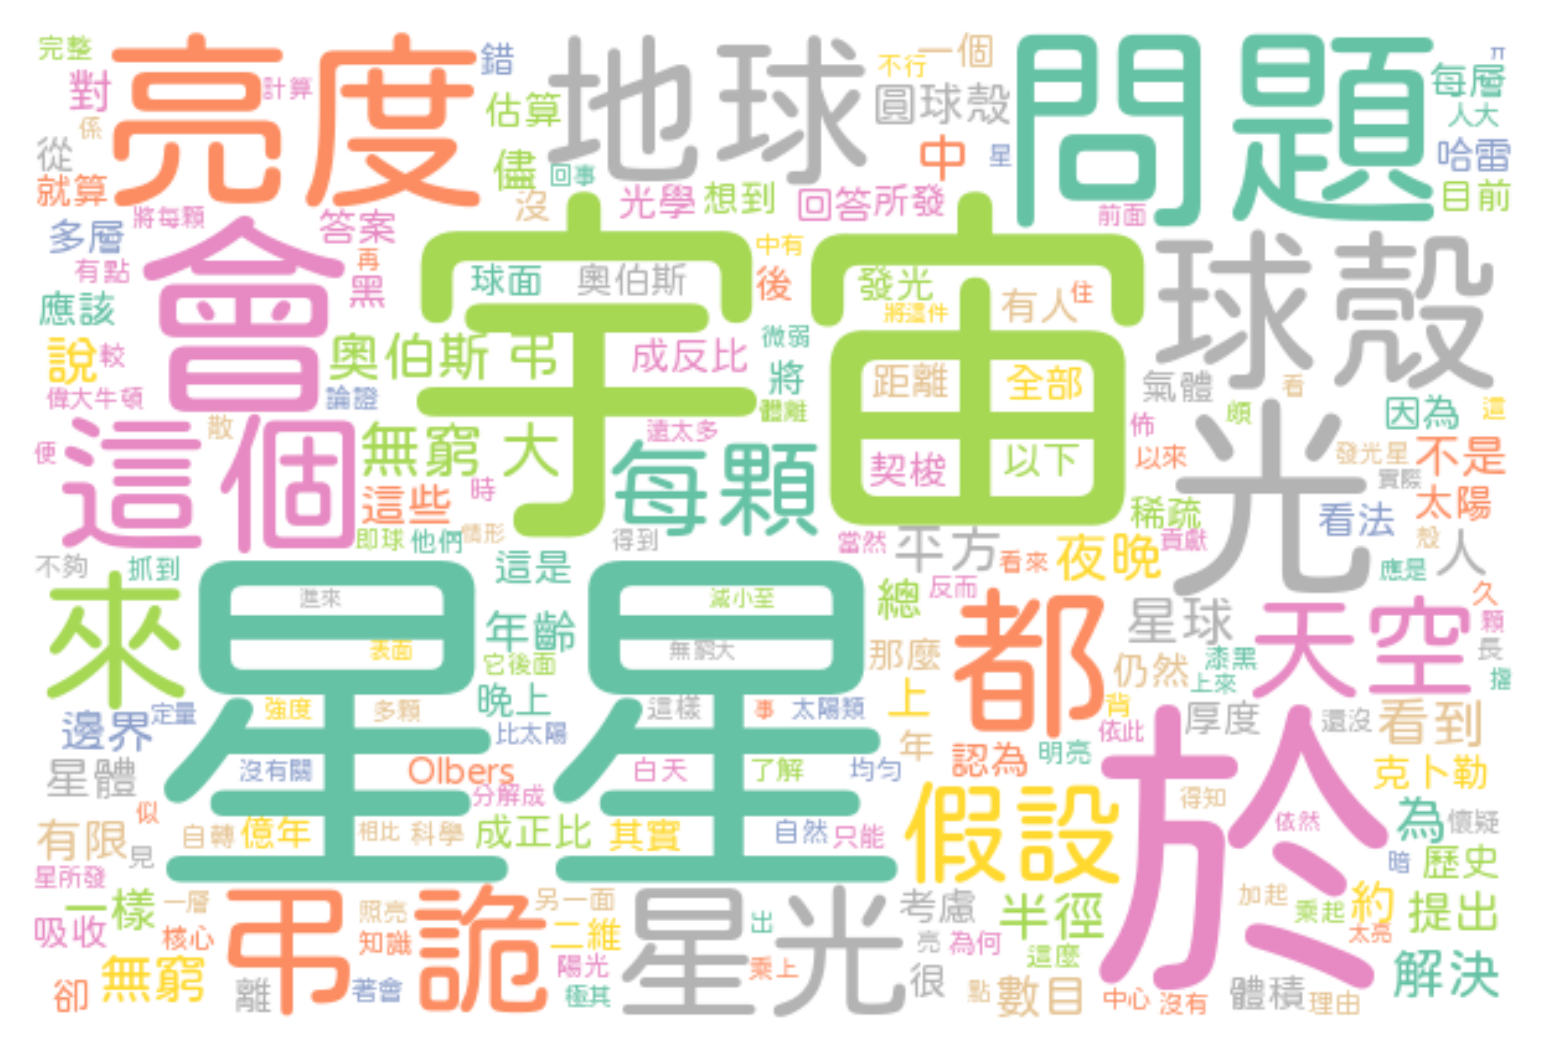 完整 亮度 錯 地球 不行 一個 問題 π
對 計算 估算 圓球殼 每層
係 人大
從 儘 回事 中 星 哈雷
就算 沒 光學 想到 回答 所發 前面 目前
多層 將每顆 答案 宇宙 中有 球殼
有點 會 再 球面 奧伯斯 後 發光 有人 住
應該 黑 將這件
說 較 奧伯斯 弔 成反比 微弱 將 距離 全部 氣體 看
偉大牛頓 論證 體離 頗 因為 這
便 這個 散 無窮 大 遠太多 每顆 契梭 以下 佈 光 發光星 不是
這些 時 以來 實際 太陽
即球 他們 情形 得到 當然 平方 看來 稀疏 貢獻 看法 殼 人
不夠 抓到 這是 夜晚 應是
來 星星 進來 減小至 總 反而 都 星球 天空 久 顆
年齡 表面 無窮大 它後面 那麼 仍然 漆黑 長
晚上 上來
邊界 定量 強度 多顆 比太陽 這樣 事 太陽類 上 背 依此 厚度 於 還沒 看到
星體 沒有關 Olbers 白天 了解 均勻 年 認為 明亮 克卜勒
似 分解成 得知
有限 見 自轉 億年 相比 科學 成正比 其實 自然 只能 假設 依然 為 懷疑
星所發 暗 歷史
一樣 一層 弔詭 照亮 另一面 星光 出 考慮 半徑 加起 乘起 約 提出
吸收 核心 知識 二維 亮 為何 這麼 太亮
卻 無窮 離 著會 陽光 極其 乘上 很 點 數目 中心 沒有 體積 理由 解決